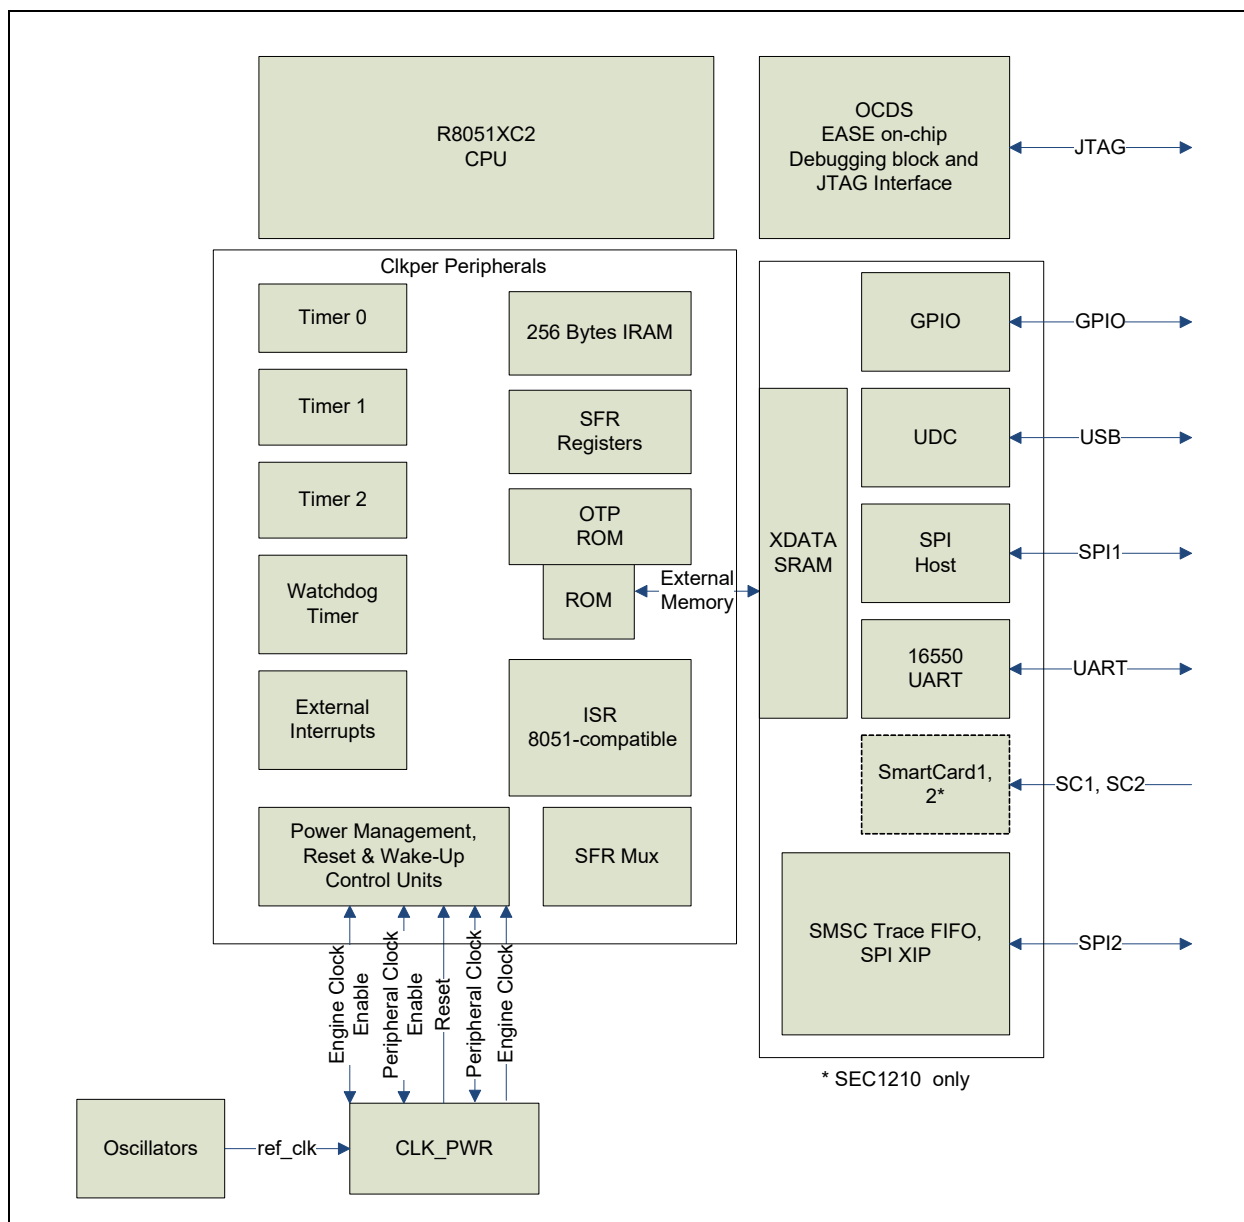 R8051XC2
CPU
OCDS
EASE on-chip
Debugging block and
JTAG Interface
JTAG
Clkper Peripherals
Timer 0
Timer 1
Timer 2
Watchdog
Timer
External
Interrupts
Power Management,
Reset & Wake-Up
Control Units
256 Bytes IRAM
SFR
Registers
OTP
ROM
ROM
External
Memory
ISR
8051-compatible
SFR Mux
XDATA
SRAM
GPIO
GPIO
UDC
USB
SPI
Host
SPI1
16550
UART
UART
SmartCard1,
2*
SC1, SC2
SMSC Trace FIFO,
SPI XIP
SPI2
* SEC1210 only
Engine Clock
Enable
Peripheral Clock
Enable
Reset
Peripheral Clock
Engine Clock
Oscillators
ref_clk
CLK_PWR